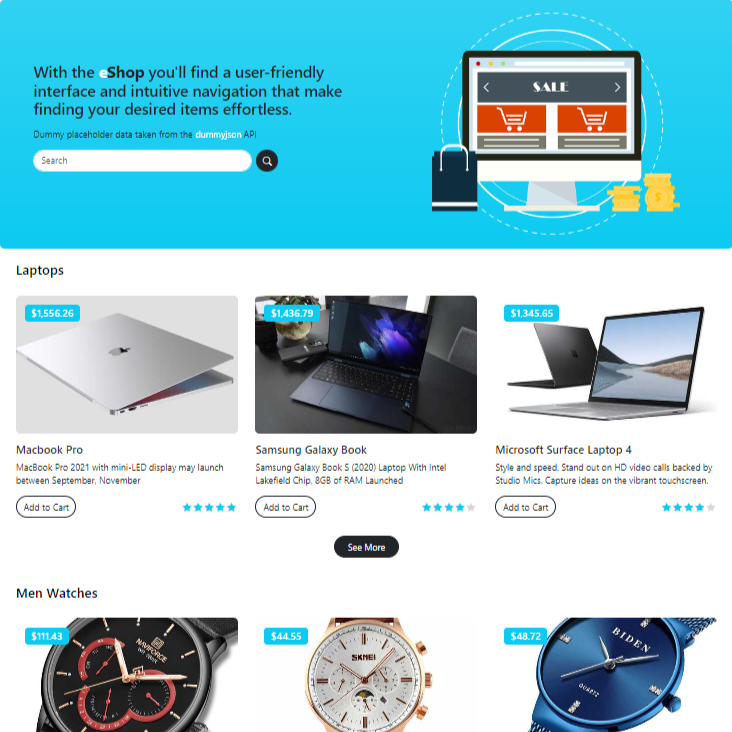 With the eShop you'll find a user-friendly
interface and intuitive navigation that make
finding your desired items effortless.
Dummy placeholder data taken from the dummyjson API
Search
SALE
Laptops
$1,556.26
$1,436.79
$1,345.65
Macbook Pro
MacBook Pro 2021 with mini-LED display may launch
between September, November
Add to Cart
Samsung Galaxy Book
Samsung Galaxy Book S (2020) Laptop With Intel
Lakefield Chip, 8GB of RAM Launched
Add to Cart
Microsoft Surface Laptop 4
Style and speed. Stand out on HD video calls backed by
Studio Mics. Capture ideas on the vibrant touchscreen.
Add to Cart
See More
Men Watches
$111.43
$44.55
$48.72
NAVIFORCE
SKMEI
BIDEN
QUARTZ